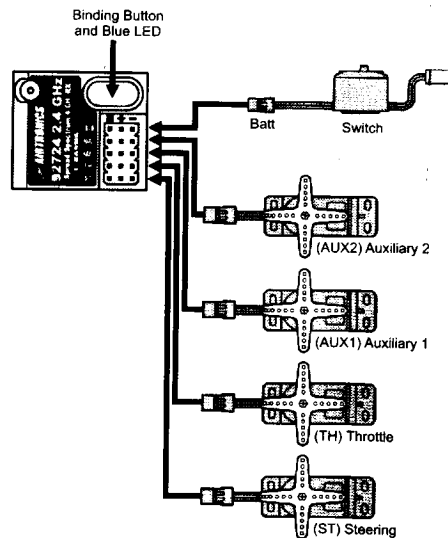 Binding Button
and Blue LED
92724 2.4 GHz
Batt
Switch
(AUX2) Auxiliary 2
(AUX1) Auxiliary 1
(TH) Throttle
(ST) Steering